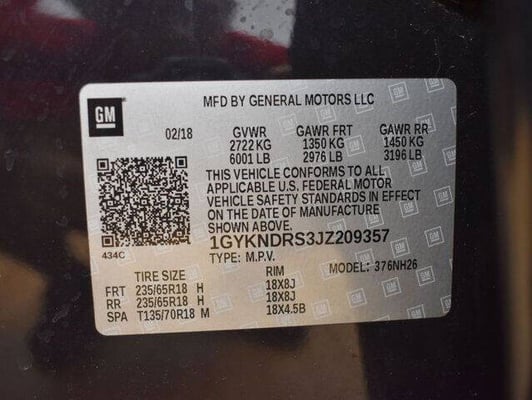 GM
MFD BY GENERAL MOTORS LLC
02/18 GVWR GAWR FRT GAWR RR
2722 KG 1350 KG 1450 KG
6001 LB 2976 LB 3196 LB
THIS VEHICLE CONFORMS TO ALL
APPLICABLE U.S. FEDERAL MOTOR
VEHICLE SAFETY STANDARDS IN EFFECT
ON THE DATE OF MANUFACTURE
SHOWN ABOVE.
434C 1GYKNDRS3JZ209357
TYPE: M.P.V. MODEL: 376NH26
TIRE SIZE RIM
FRT 235/65R18 H 18X8J
RR 235/65R18 H 18X8J
SPA T135/70R18 M 18X4.5B